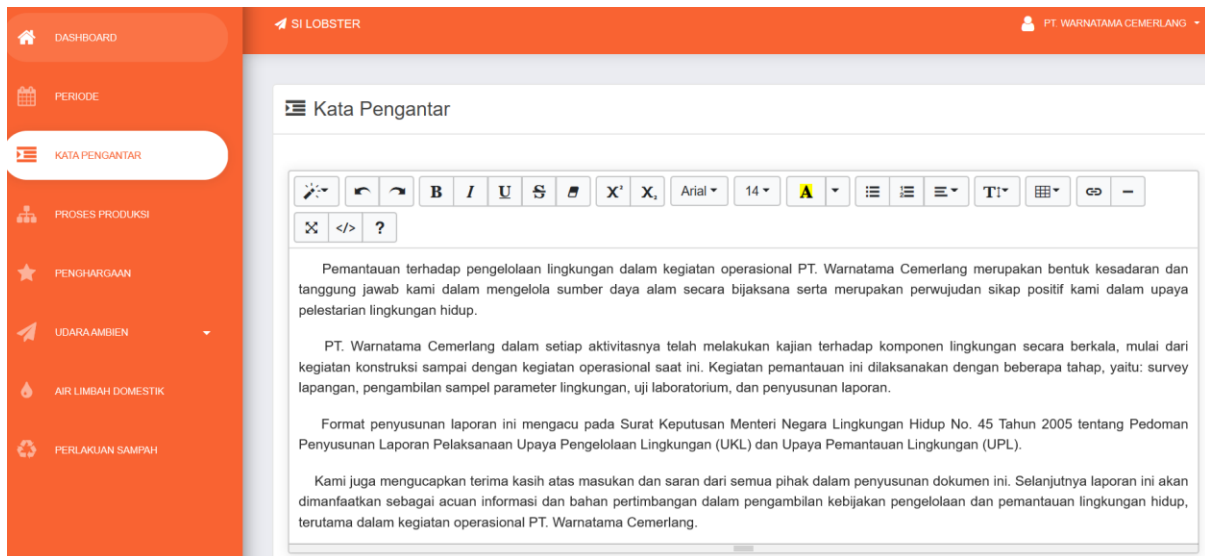 SI LOBSTER
PT. WARNATAMA CEMERLANG
DASHBOARD
PERIODE
KATA PENGANTAR
PROSES PRODUKSI
PENGHARGAAN
UDARA AMBIEN
AIR LIMBAH DOMESTIK
PERLAKUAN SAMPAH
Kata Pengantar
B I U S X² X₂ Arial 14 A T
</> ?
Pemantauan terhadap pengelolaan lingkungan dalam kegiatan operasional PT. Warnatama Cemerlang merupakan bentuk kesadaran dan
tanggung jawab kami dalam mengelola sumber daya alam secara bijaksana serta merupakan perwujudan sikap positif kami dalam upaya
pelestarian lingkungan hidup.
PT. Warnatama Cemerlang dalam setiap aktivitasnya telah melakukan kajian terhadap komponen lingkungan secara berkala, mulai dari
kegiatan konstruksi sampai dengan kegiatan operasional saat ini. Kegiatan pemantauan ini dilaksanakan dengan beberapa tahap, yaitu: survey
lapangan, pengambilan sampel parameter lingkungan, uji laboratorium, dan penyusunan laporan.
Format penyusunan laporan ini mengacu pada Surat Keputusan Menteri Negara Lingkungan Hidup No. 45 Tahun 2005 tentang Pedoman
Penyusunan Laporan Pelaksanaan Upaya Pengelolaan Lingkungan (UKL) dan Upaya Pemantauan Lingkungan (UPL).
Kami juga mengucapkan terima kasih atas masukan dan saran dari semua pihak dalam penyusunan dokumen ini. Selanjutnya laporan ini akan
dimanfaatkan sebagai acuan informasi dan bahan pertimbangan dalam pengambilan kebijakan pengelolaan dan pemantauan lingkungan hidup,
terutama dalam kegiatan operasional PT. Warnatama Cemerlang.